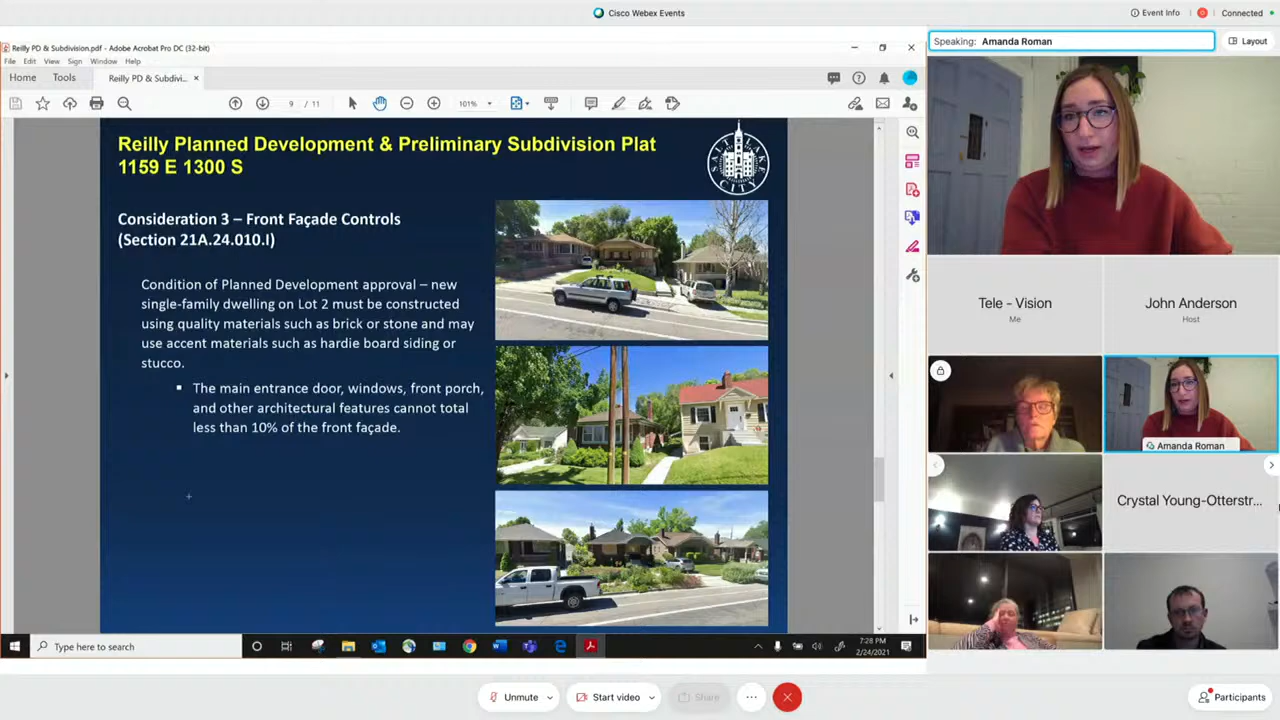 Cisco Webex Events
Event Info
Connected
Reilly PD & Subdivision.pdf - Adobe Acrobat Pro DC (32-bit)
File Edit View Sign Window Help
Home Tools Reilly PD & Subdivi... ×
9 / 11 101%
Speaking: Amanda Roman
Layout
Reilly Planned Development & Preliminary Subdivision Plat
1159 E 1300 S
SALT LAKE
CITY
Consideration 3 – Front Façade Controls
(Section 21A.24.010.I)
Condition of Planned Development approval – new
single-family dwelling on Lot 2 must be constructed
using quality materials such as brick or stone and may
use accent materials such as hardie board siding or
stucco.
▪ The main entrance door, windows, front porch,
and other architectural features cannot total
less than 10% of the front façade.
Tele - Vision
Me
John Anderson
Host
Amanda Roman
Crystal Young-Otterstr...
Type here to search
7:28 PM
2/24/2021
Unmute
Start video
Share
Participants